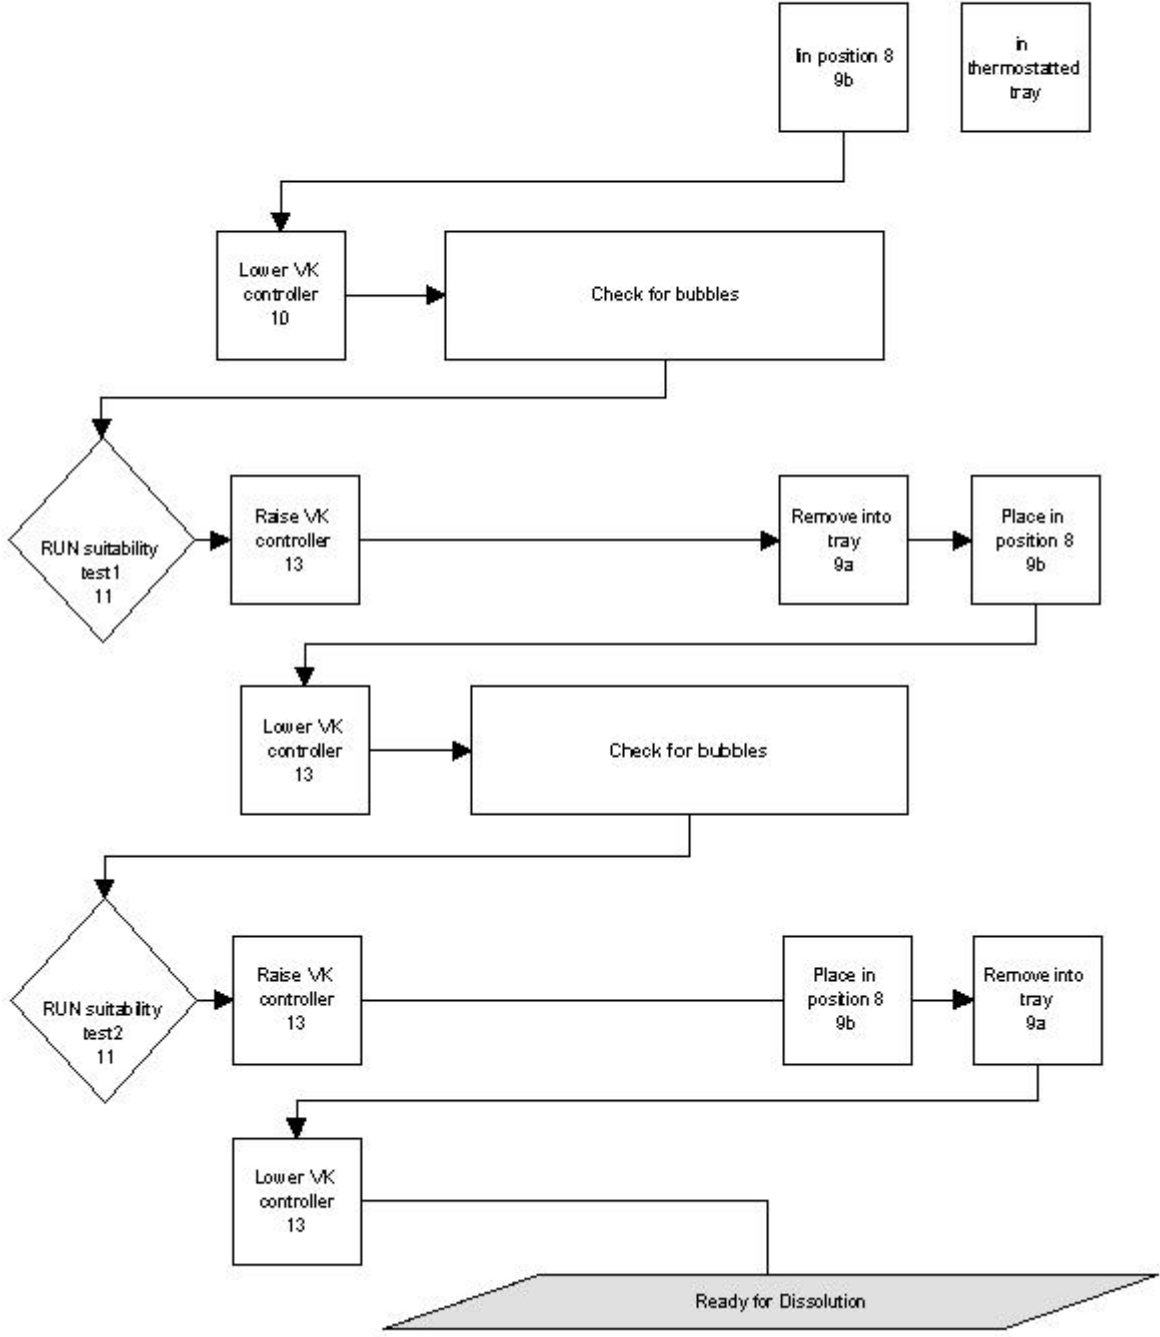 Iin position 8
9b
in
thermostatted
tray
Lower VK
controller
10
Check for bubbles
RUN suitability
test1
11
Raise VK
controller
13
Remove into
tray
9a
Place in
position 8
9b
Lower VK
controller
13
Check for bubbles
RUN suitability
test2
11
Raise VK
controller
13
Place in
position 8
9b
Remove into
tray
9a
Lower VK
controller
13
Ready for Dissolution